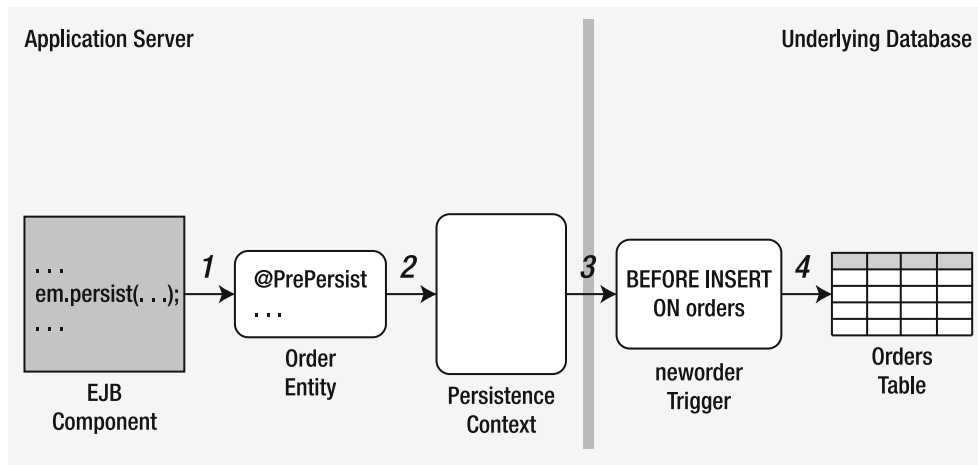 Application Server
Underlying Database
. . .
em.persist(. . .);
. . .
EJB
Component
1
@PrePersist
. . .
Order
Entity
2
Persistence
Context
3
BEFORE INSERT
ON orders
neworder
Trigger
4
Orders
Table